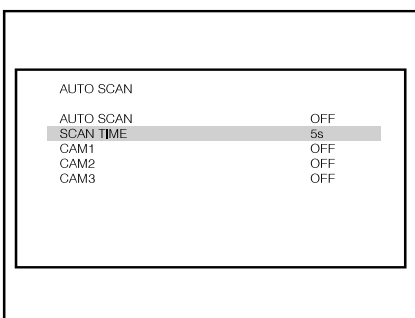 AUTO SCAN
AUTO SCAN OFF
SCAN TIME 5s
CAM1 OFF
CAM2 OFF
CAM3 OFF